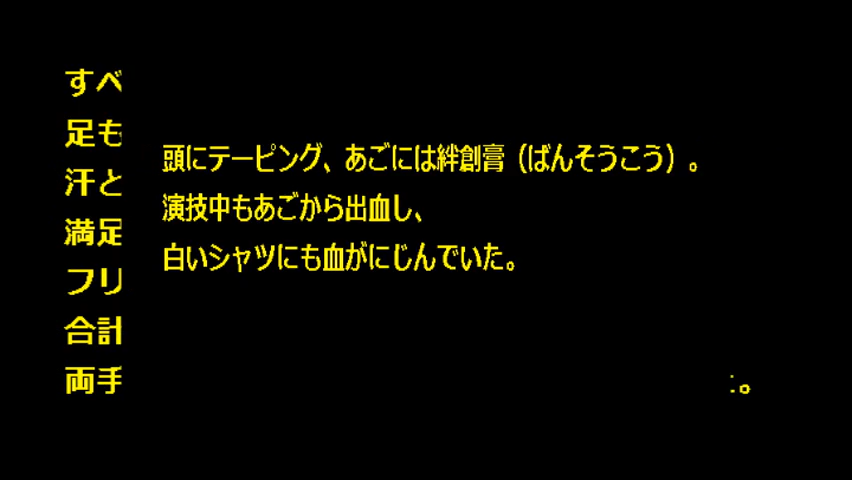 すべ
足も
汗と
満足
フリ
合計
両手
頭にテーピング、あごには絆創膏（ばんそうこう）。
演技中もあごから出血し、
白いシャツにも血がにじんでいた。